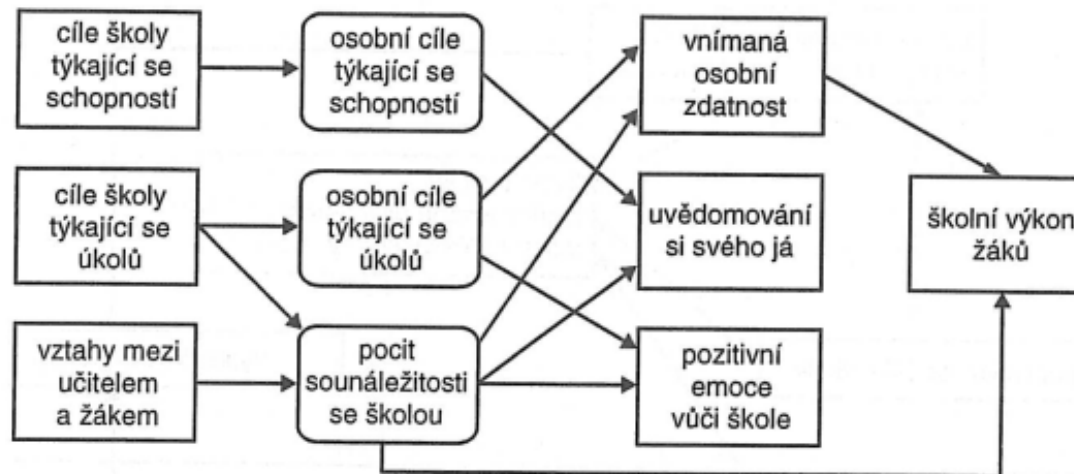 cíle školy
týkající se
schopností
osobní cíle
týkající se
schopností
vnímaná
osobní
zdatnost
cíle školy
týkající se
úkolů
osobní cíle
týkající se
úkolů
uvědomování
si svého já
školní výkon
žáků
vztahy mezi
učitelem
a žákem
pocit
sounáležitosti
se školou
pozitivní
emoce
vůči škole